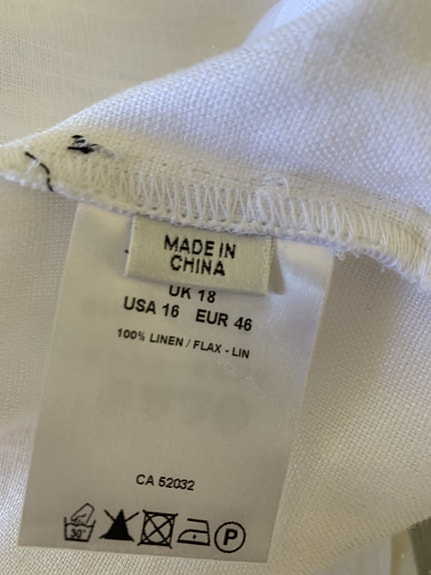 MADE IN
CHINA
UK 18
USA 16 EUR 46
100% LINEN / FLAX - LIN
CA 52032
30° P